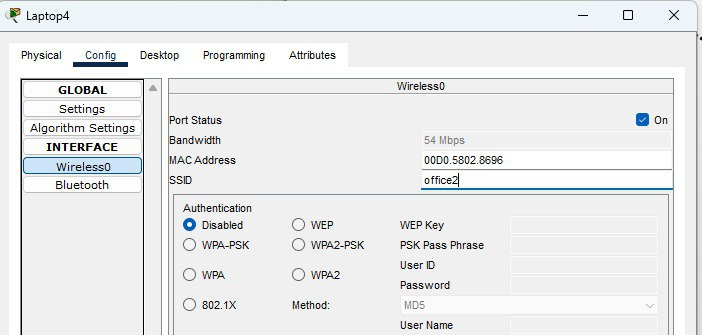 Laptop4
Physical Config Desktop Programming Attributes
GLOBAL
Settings
Algorithm Settings
INTERFACE
Wireless0
Bluetooth
Wireless0
Port Status On
Bandwidth 54 Mbps
MAC Address 00D0.5802.8696
SSID office2
Authentication
Disabled WEP WEP Key
WPA-PSK WPA2-PSK PSK Pass Phrase
User ID
WPA WPA2 Password
802.1X Method: MD5
User Name